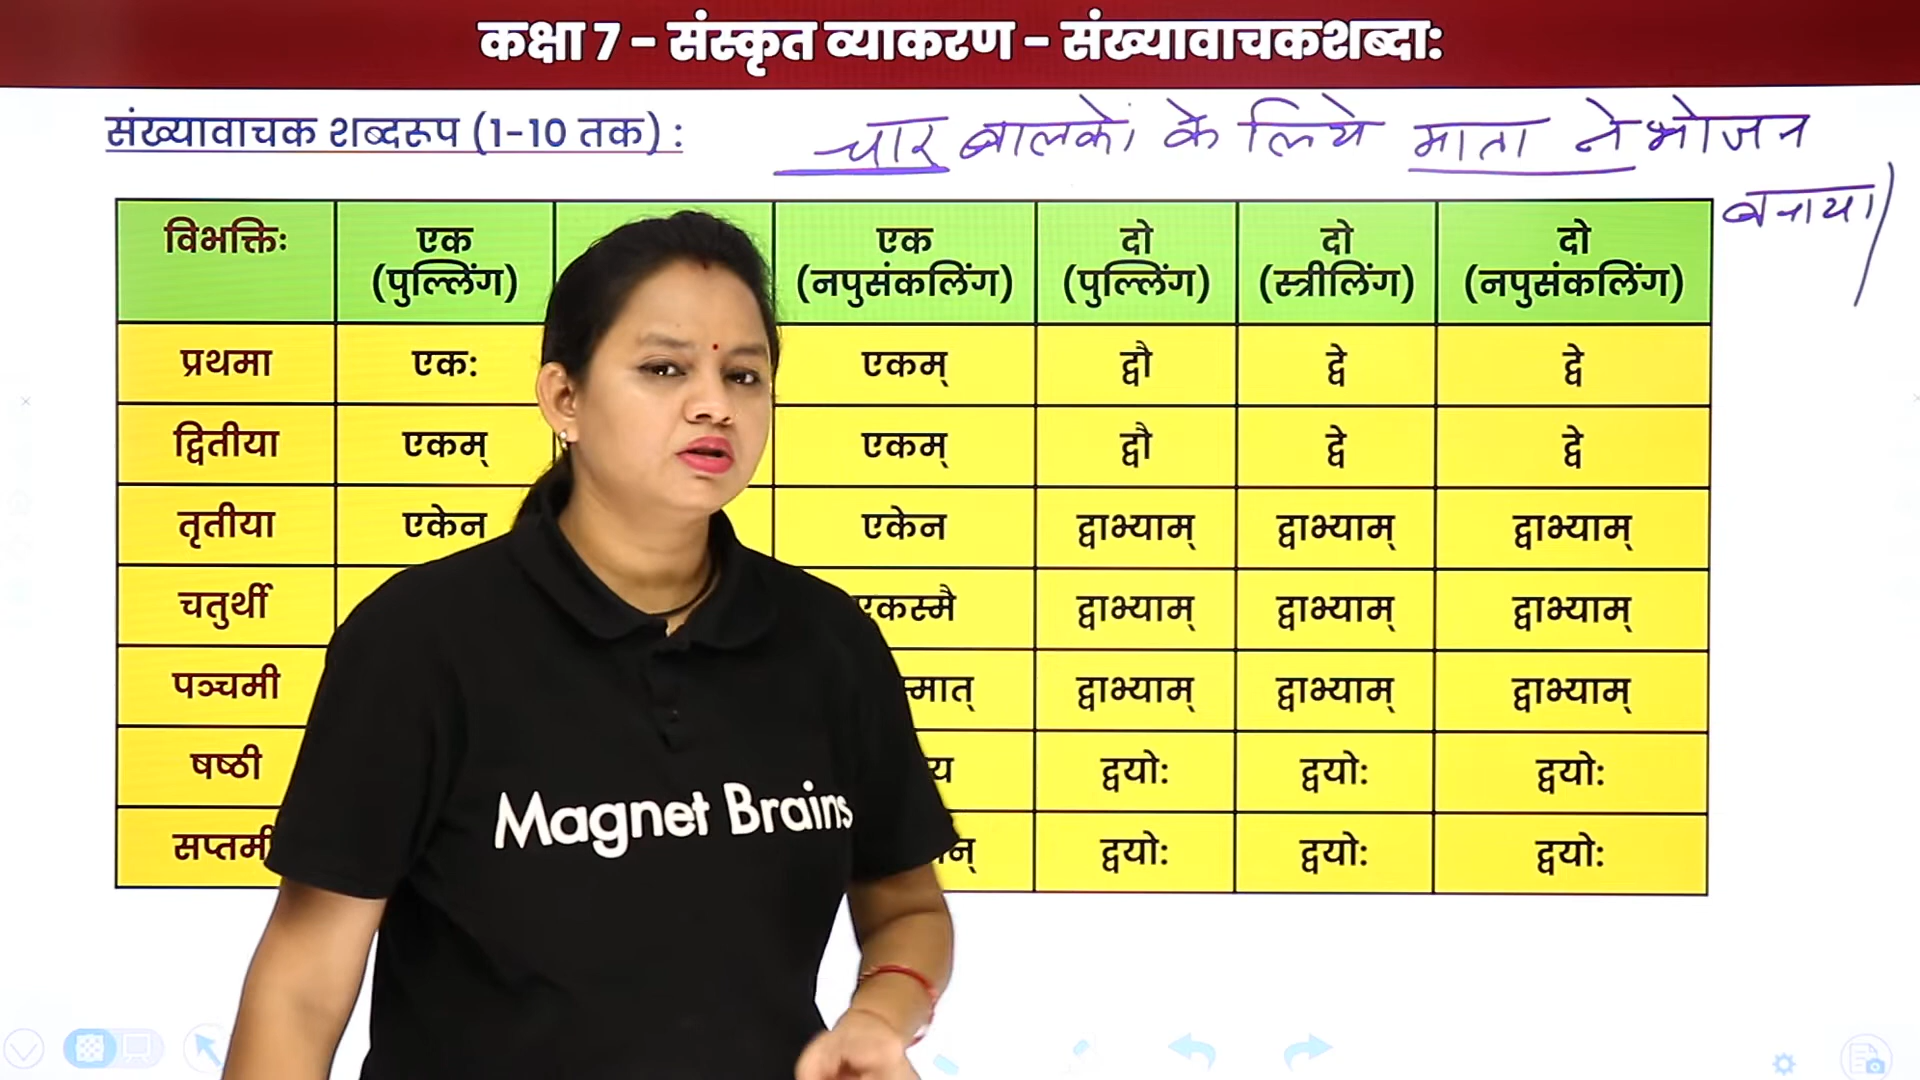 कक्षा 7 - संस्कृत व्याकरण - संख्यावाचकशब्दाः
संख्यावाचक शब्दरूप (1-10 तक) :
चार बालकों के लिये माता ने भोजन
बनाया।
विभक्तिः एक (पुल्लिंग) एक (नपुसंकलिंग) दो (पुल्लिंग) दो (स्त्रीलिंग) दो (नपुसंकलिंग)
प्रथमा एकः एकम् द्वौ द्वे द्वे
द्वितीया एकम् एकम् द्वौ द्वे द्वे
तृतीया एकेन एकेन द्वाभ्याम् द्वाभ्याम् द्वाभ्याम्
चतुर्थी एकस्मै द्वाभ्याम् द्वाभ्याम् द्वाभ्याम्
पञ्चमी द्वाभ्याम् द्वाभ्याम् द्वाभ्याम्
षष्ठी द्वयोः द्वयोः द्वयोः
सप्तमी द्वयोः द्वयोः द्वयोः
Magnet Brains